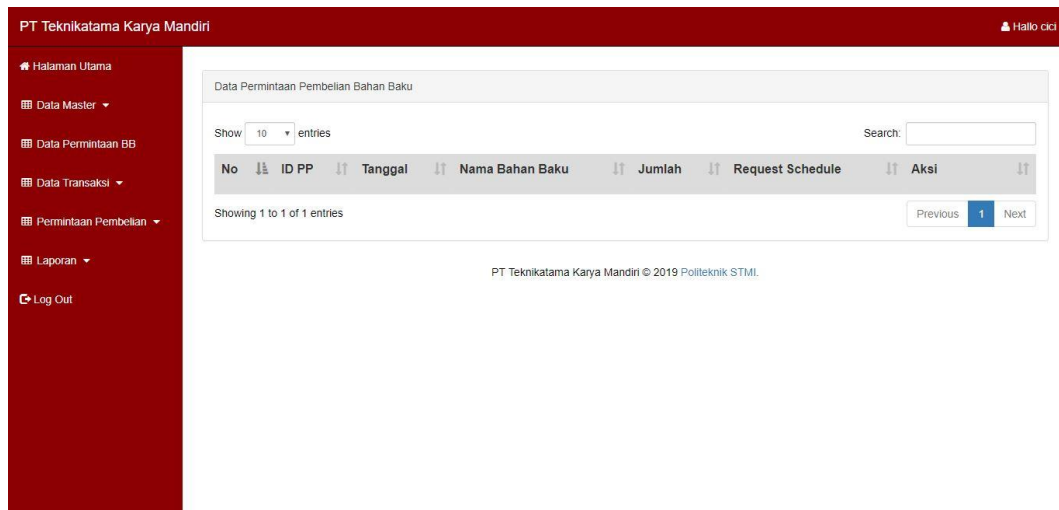 PT Teknikatama Karya Mandiri
Hallo cici
Halaman Utama
Data Master
Data Permintaan BB
Data Transaksi
Permintaan Pembelian
Laporan
Log Out
Data Permintaan Pembelian Bahan Baku
Show 10 entries Search:
No ID PP Tanggal Nama Bahan Baku Jumlah Request Schedule Aksi
Showing 1 to 1 of 1 entries Previous 1 Next
PT Teknikatama Karya Mandiri © 2019 Politeknik STMI.